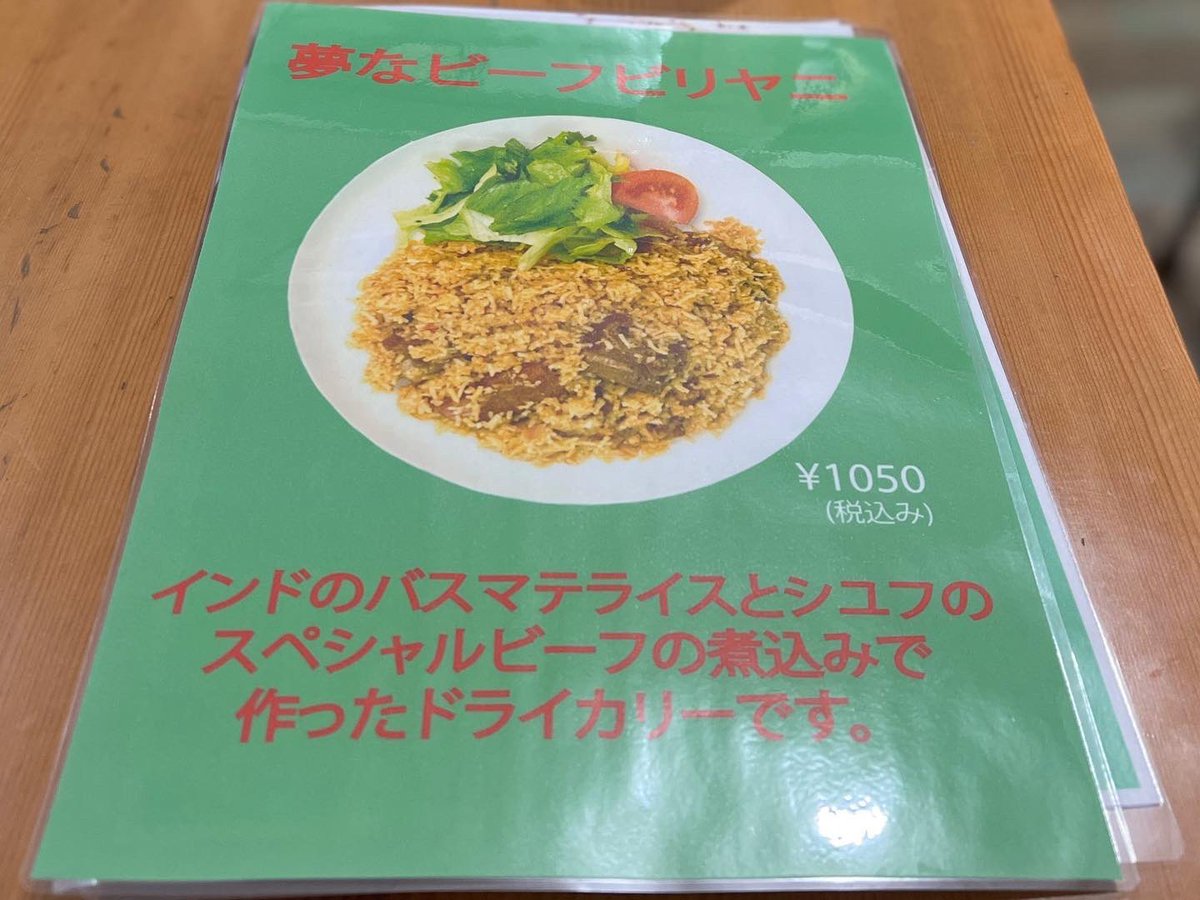 夢なビーフビリヤニ
¥1050
(税込み)
インドのバスマテライスとシユフの
スペシャルビーフの煮込みで
作ったドライカリーです。